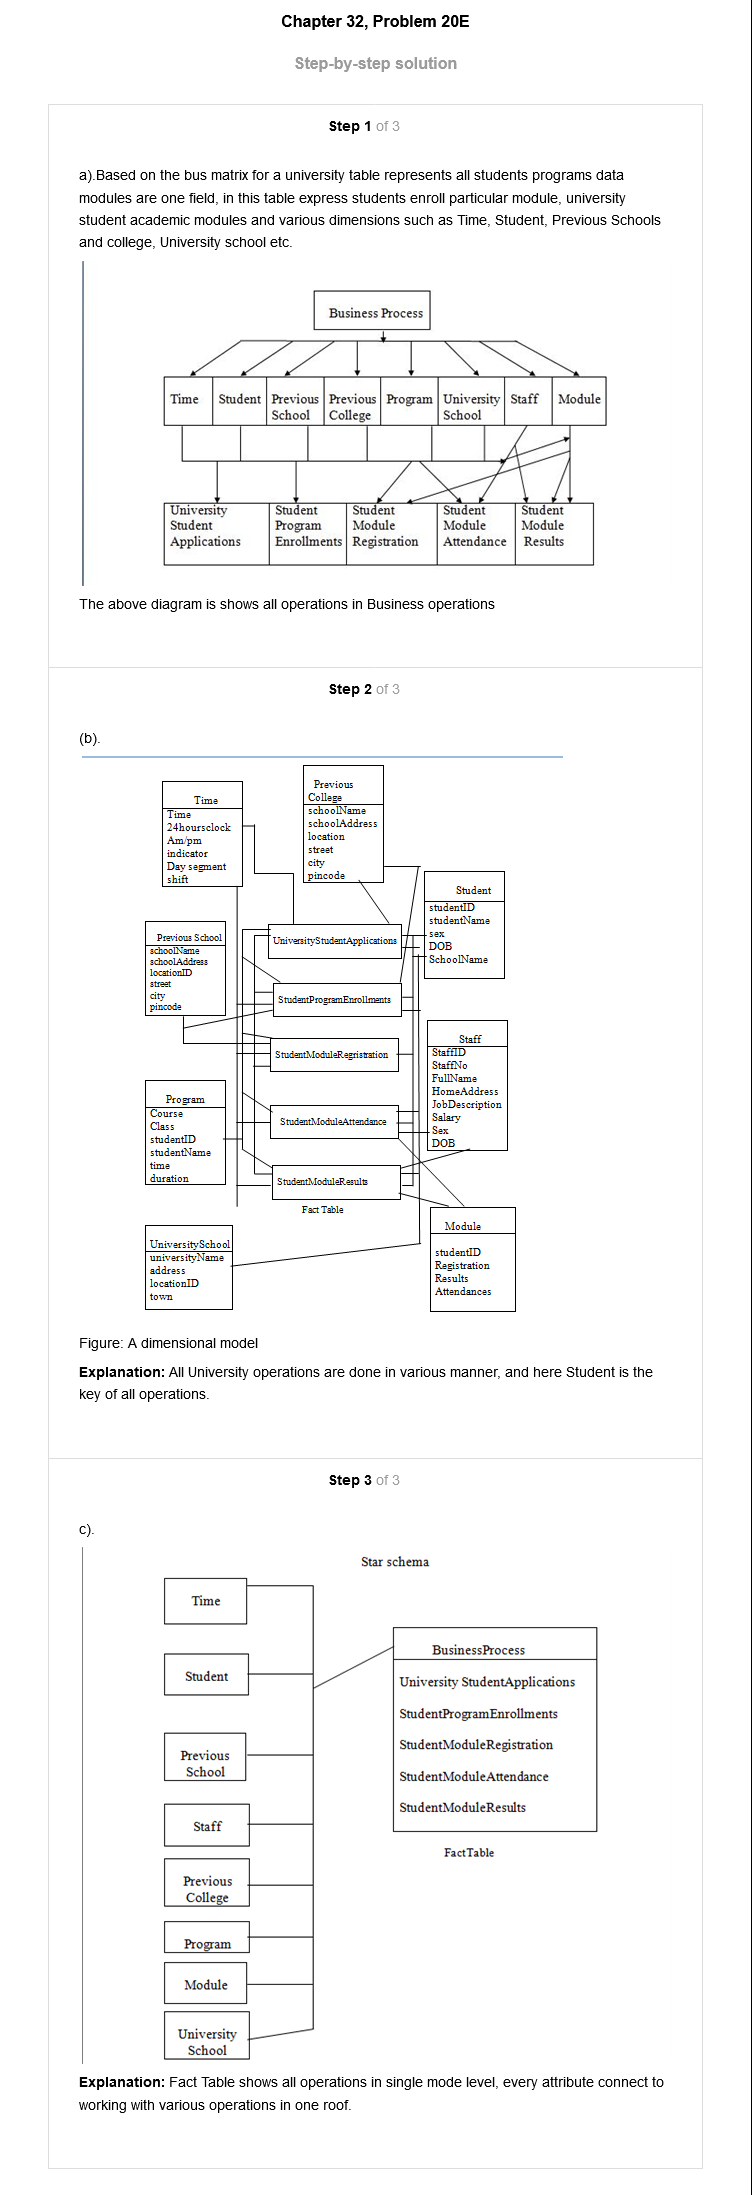 Chapter 32, Problem 20E
Step-by-step solution
Step 1 of 3
a).Based on the bus matrix for a university table represents all students programs data
modules are one field, in this table express students enroll particular module, university
student academic modules and various dimensions such as Time, Student, Previous Schools
and college, University school etc.
Business Process
Time
Student
Previous
School
Previous
College
Program
University
School
Staff
Module
University
Student
Applications
Student
Program
Enrollments
Student
Module
Registration
Student
Module
Attendance
Student
Module
Results
The above diagram is shows all operations in Business operations
Step 2 of 3
(b).
Time
Time
24hoursclock
Am/pm
indicator
Day segment
shift
Previous
College
schoolName
schoolAddress
location
street
city
pincode
Student
studentID
studentName
sex
DOB
SchoolName
Previous School
schoolName
schoolAddress
locationID
street
city
pincode
UniversityStudentApplications
StudentProgramEnrollments
StudentModuleRegristration
StudentModuleAttendance
StudentModuleResults
Fact Table
Staff
StaffID
StaffNo
FullName
HomeAddress
JobDescription
Salary
Sex
DOB
Program
Course
Class
studentID
studentName
time
duration
UniversitySchool
universityName
address
locationID
town
Module
studentID
Registration
Results
Attendances
Figure: A dimensional model
Explanation: All University operations are done in various manner, and here Student is the
key of all operations.
Step 3 of 3
c).
Star schema
Time
Student
Previous
School
Staff
Previous
College
Program
Module
University
School
BusinessProcess
University StudentApplications
StudentProgramEnrollments
StudentModuleRegistration
StudentModuleAttendance
StudentModuleResults
FactTable
Explanation: Fact Table shows all operations in single mode level, every attribute connect to
working with various operations in one roof.